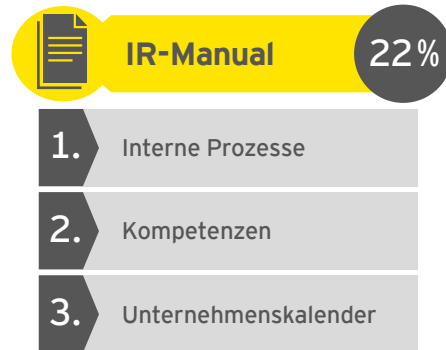 IR-Manual 22%
1. Interne Prozesse
2. Kompetenzen
3. Unternehmenskalender